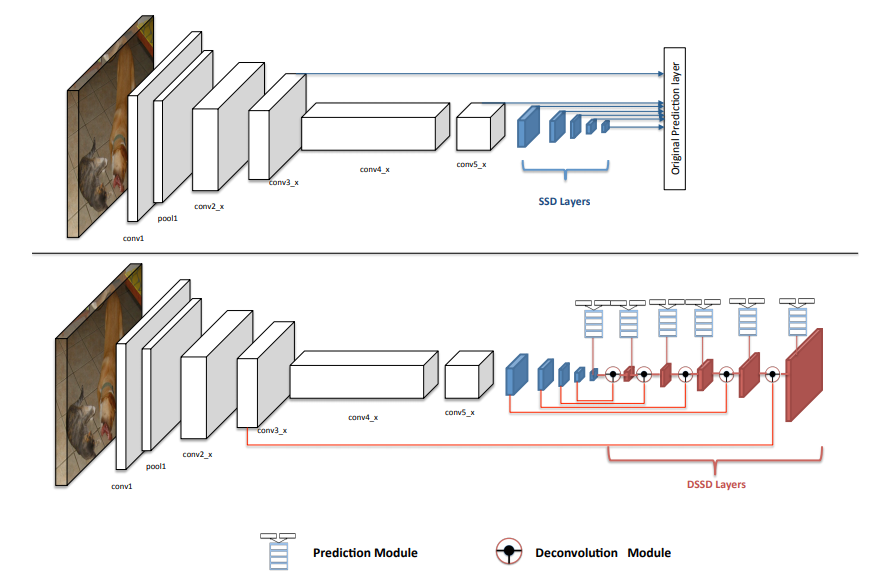 Original Prediction layer
conv5_x
conv4_x
conv3_x
conv2_x
pool1
conv1
SSD Layers
conv5_x
conv4_x
conv3_x
conv2_x
pool1
conv1
DSSD Layers
Prediction Module
Deconvolution Module